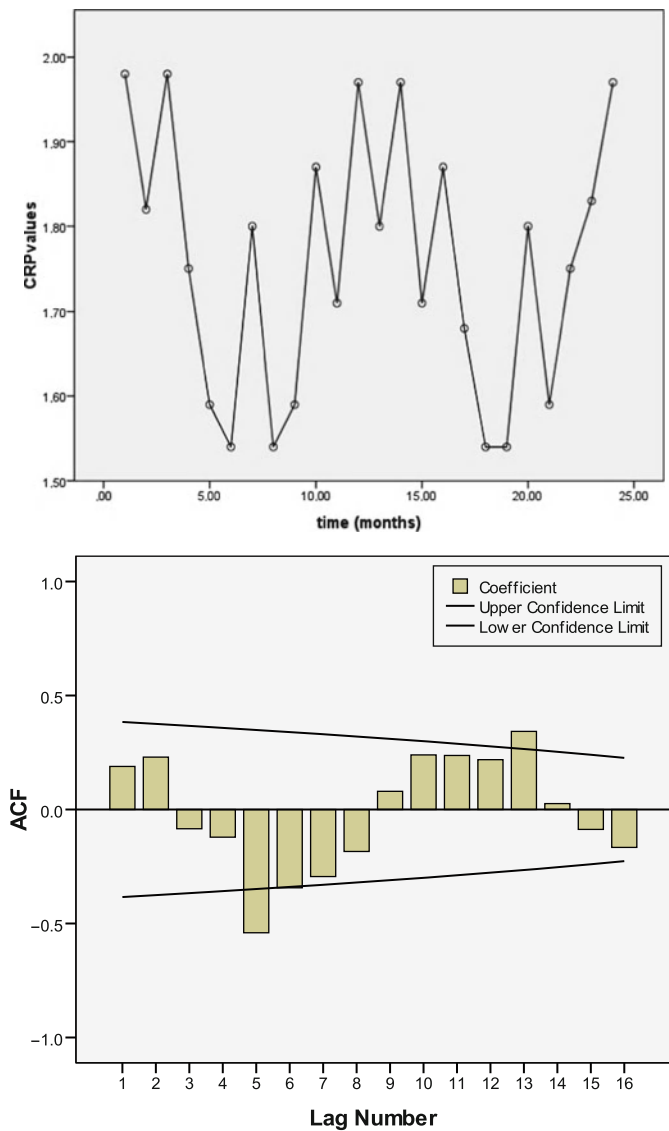 2.00
1.90
1.80
1.70
1.60
1.50
CRPvalues
.00 5.00 10.00 15.00 20.00 25.00
time (months)
Coefficient
Upper Confidence Limit
Lower Confidence Limit
1.0
0.5
0.0
−0.5
−1.0
ACF
1 2 3 4 5 6 7 8 9 10 11 12 13 14 15 16
Lag Number